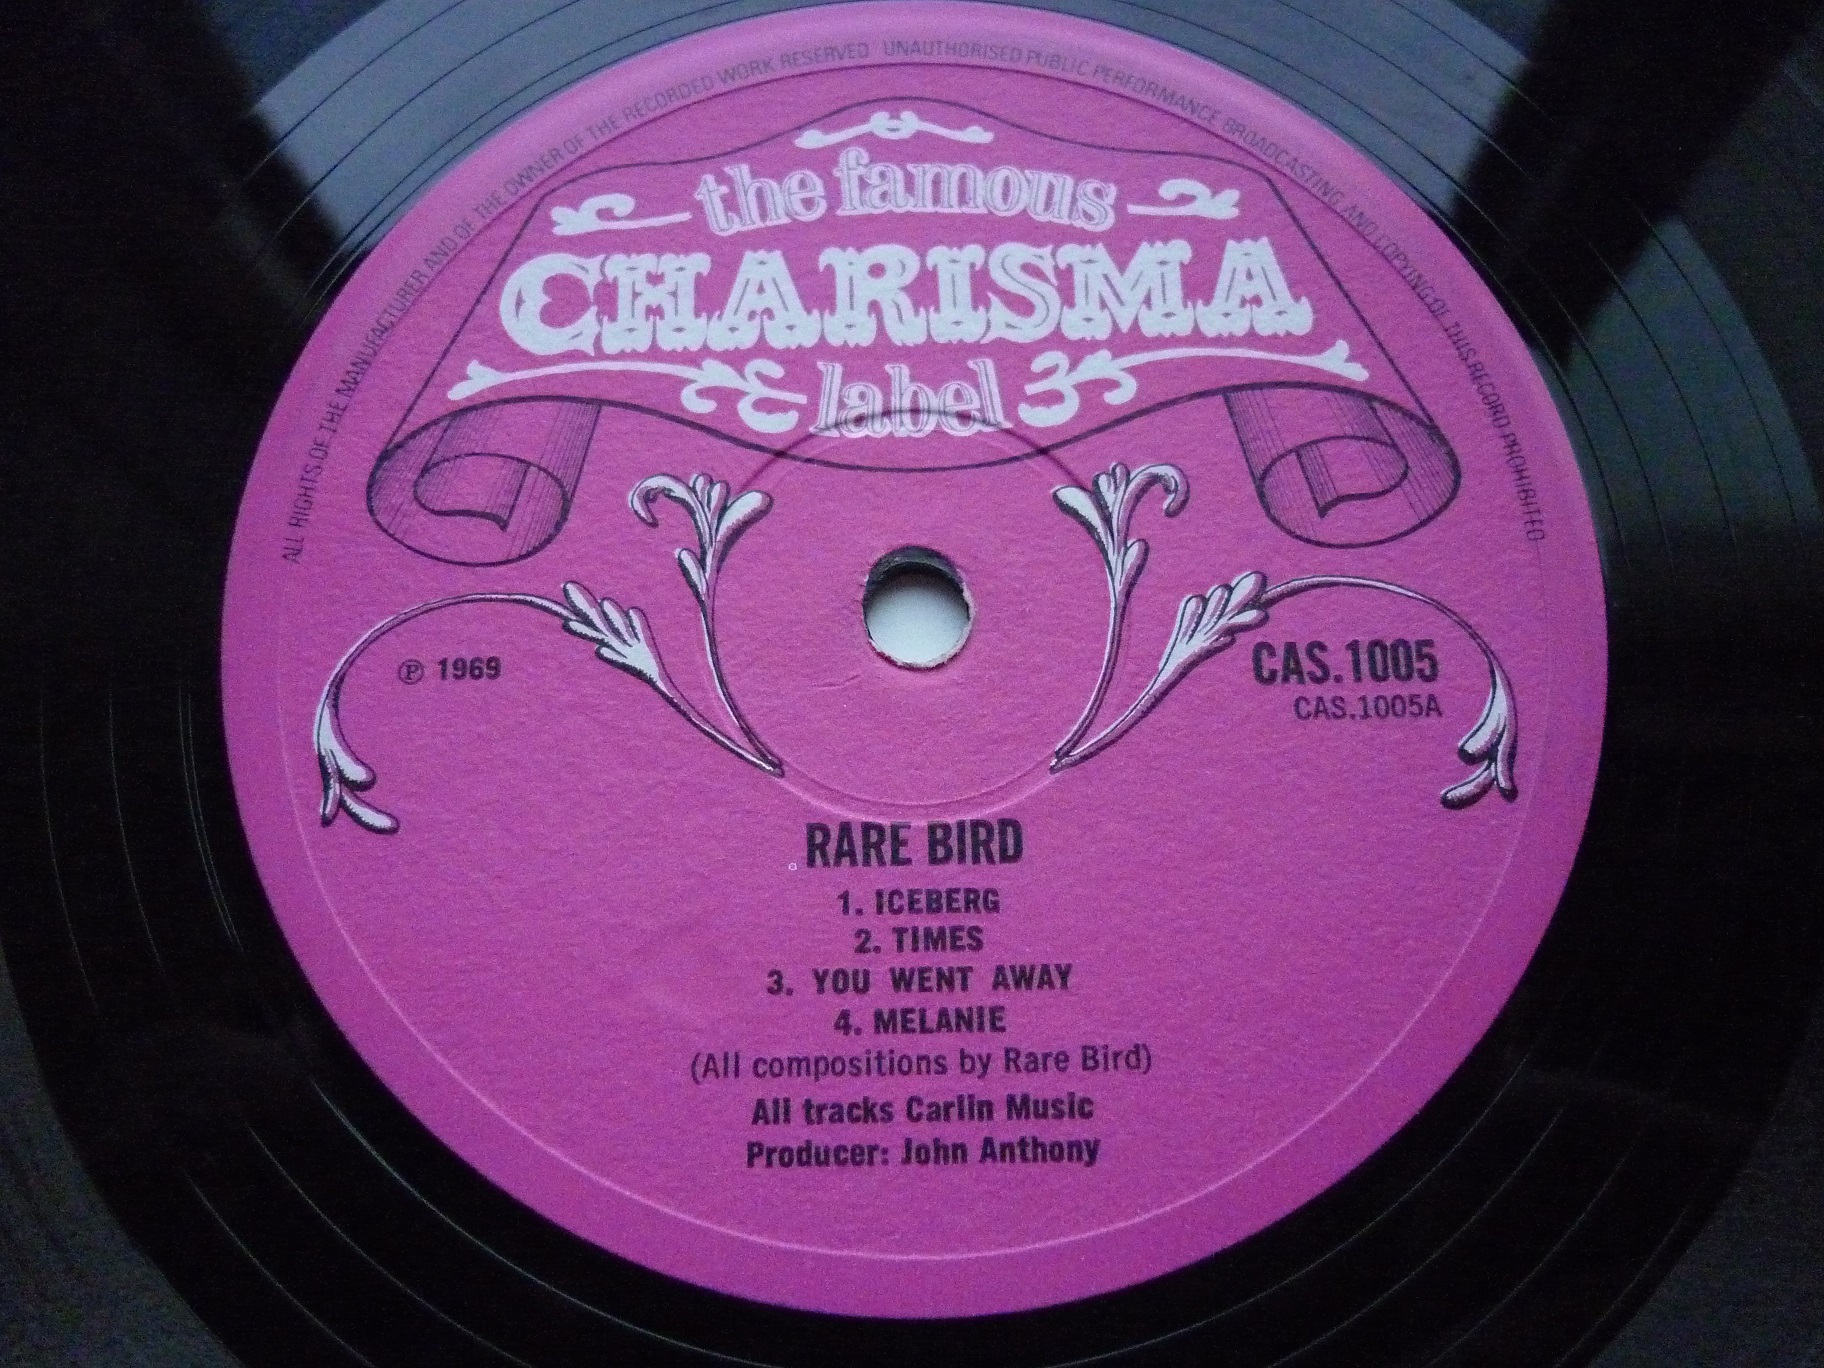 ALL RIGHTS OF THE MANUFACTURER AND OF THE OWNER OF THE RECORDED WORK RESERVED UNAUTHORISED PUBLIC PERFORMANCE BROADCASTING AND COPYING OF THIS RECORD PROHIBITED
the famous
CHARISMA
label
℗ 1969
CAS.1005
CAS.1005A
RARE BIRD
1. ICEBERG
2. TIMES
3. YOU WENT AWAY
4. MELANIE
(All compositions by Rare Bird)
All tracks Carlin Music
Producer: John Anthony